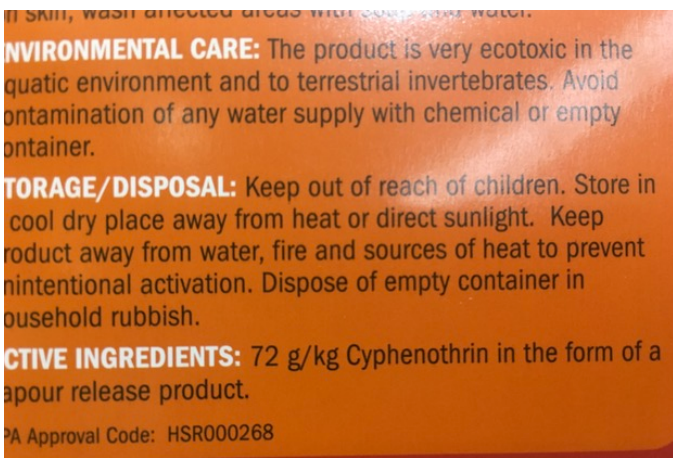 n skin, wash affected areas with soap and water.
NVIRONMENTAL CARE: The product is very ecotoxic in the
quatic environment and to terrestrial invertebrates. Avoid
ontamination of any water supply with chemical or empty
ontainer.
TORAGE/DISPOSAL: Keep out of reach of children. Store in
cool dry place away from heat or direct sunlight. Keep
roduct away from water, fire and sources of heat to prevent
nintentional activation. Dispose of empty container in
ousehold rubbish.
CTIVE INGREDIENTS: 72 g/kg Cyphenothrin in the form of a
apour release product.
PA Approval Code: HSR000268